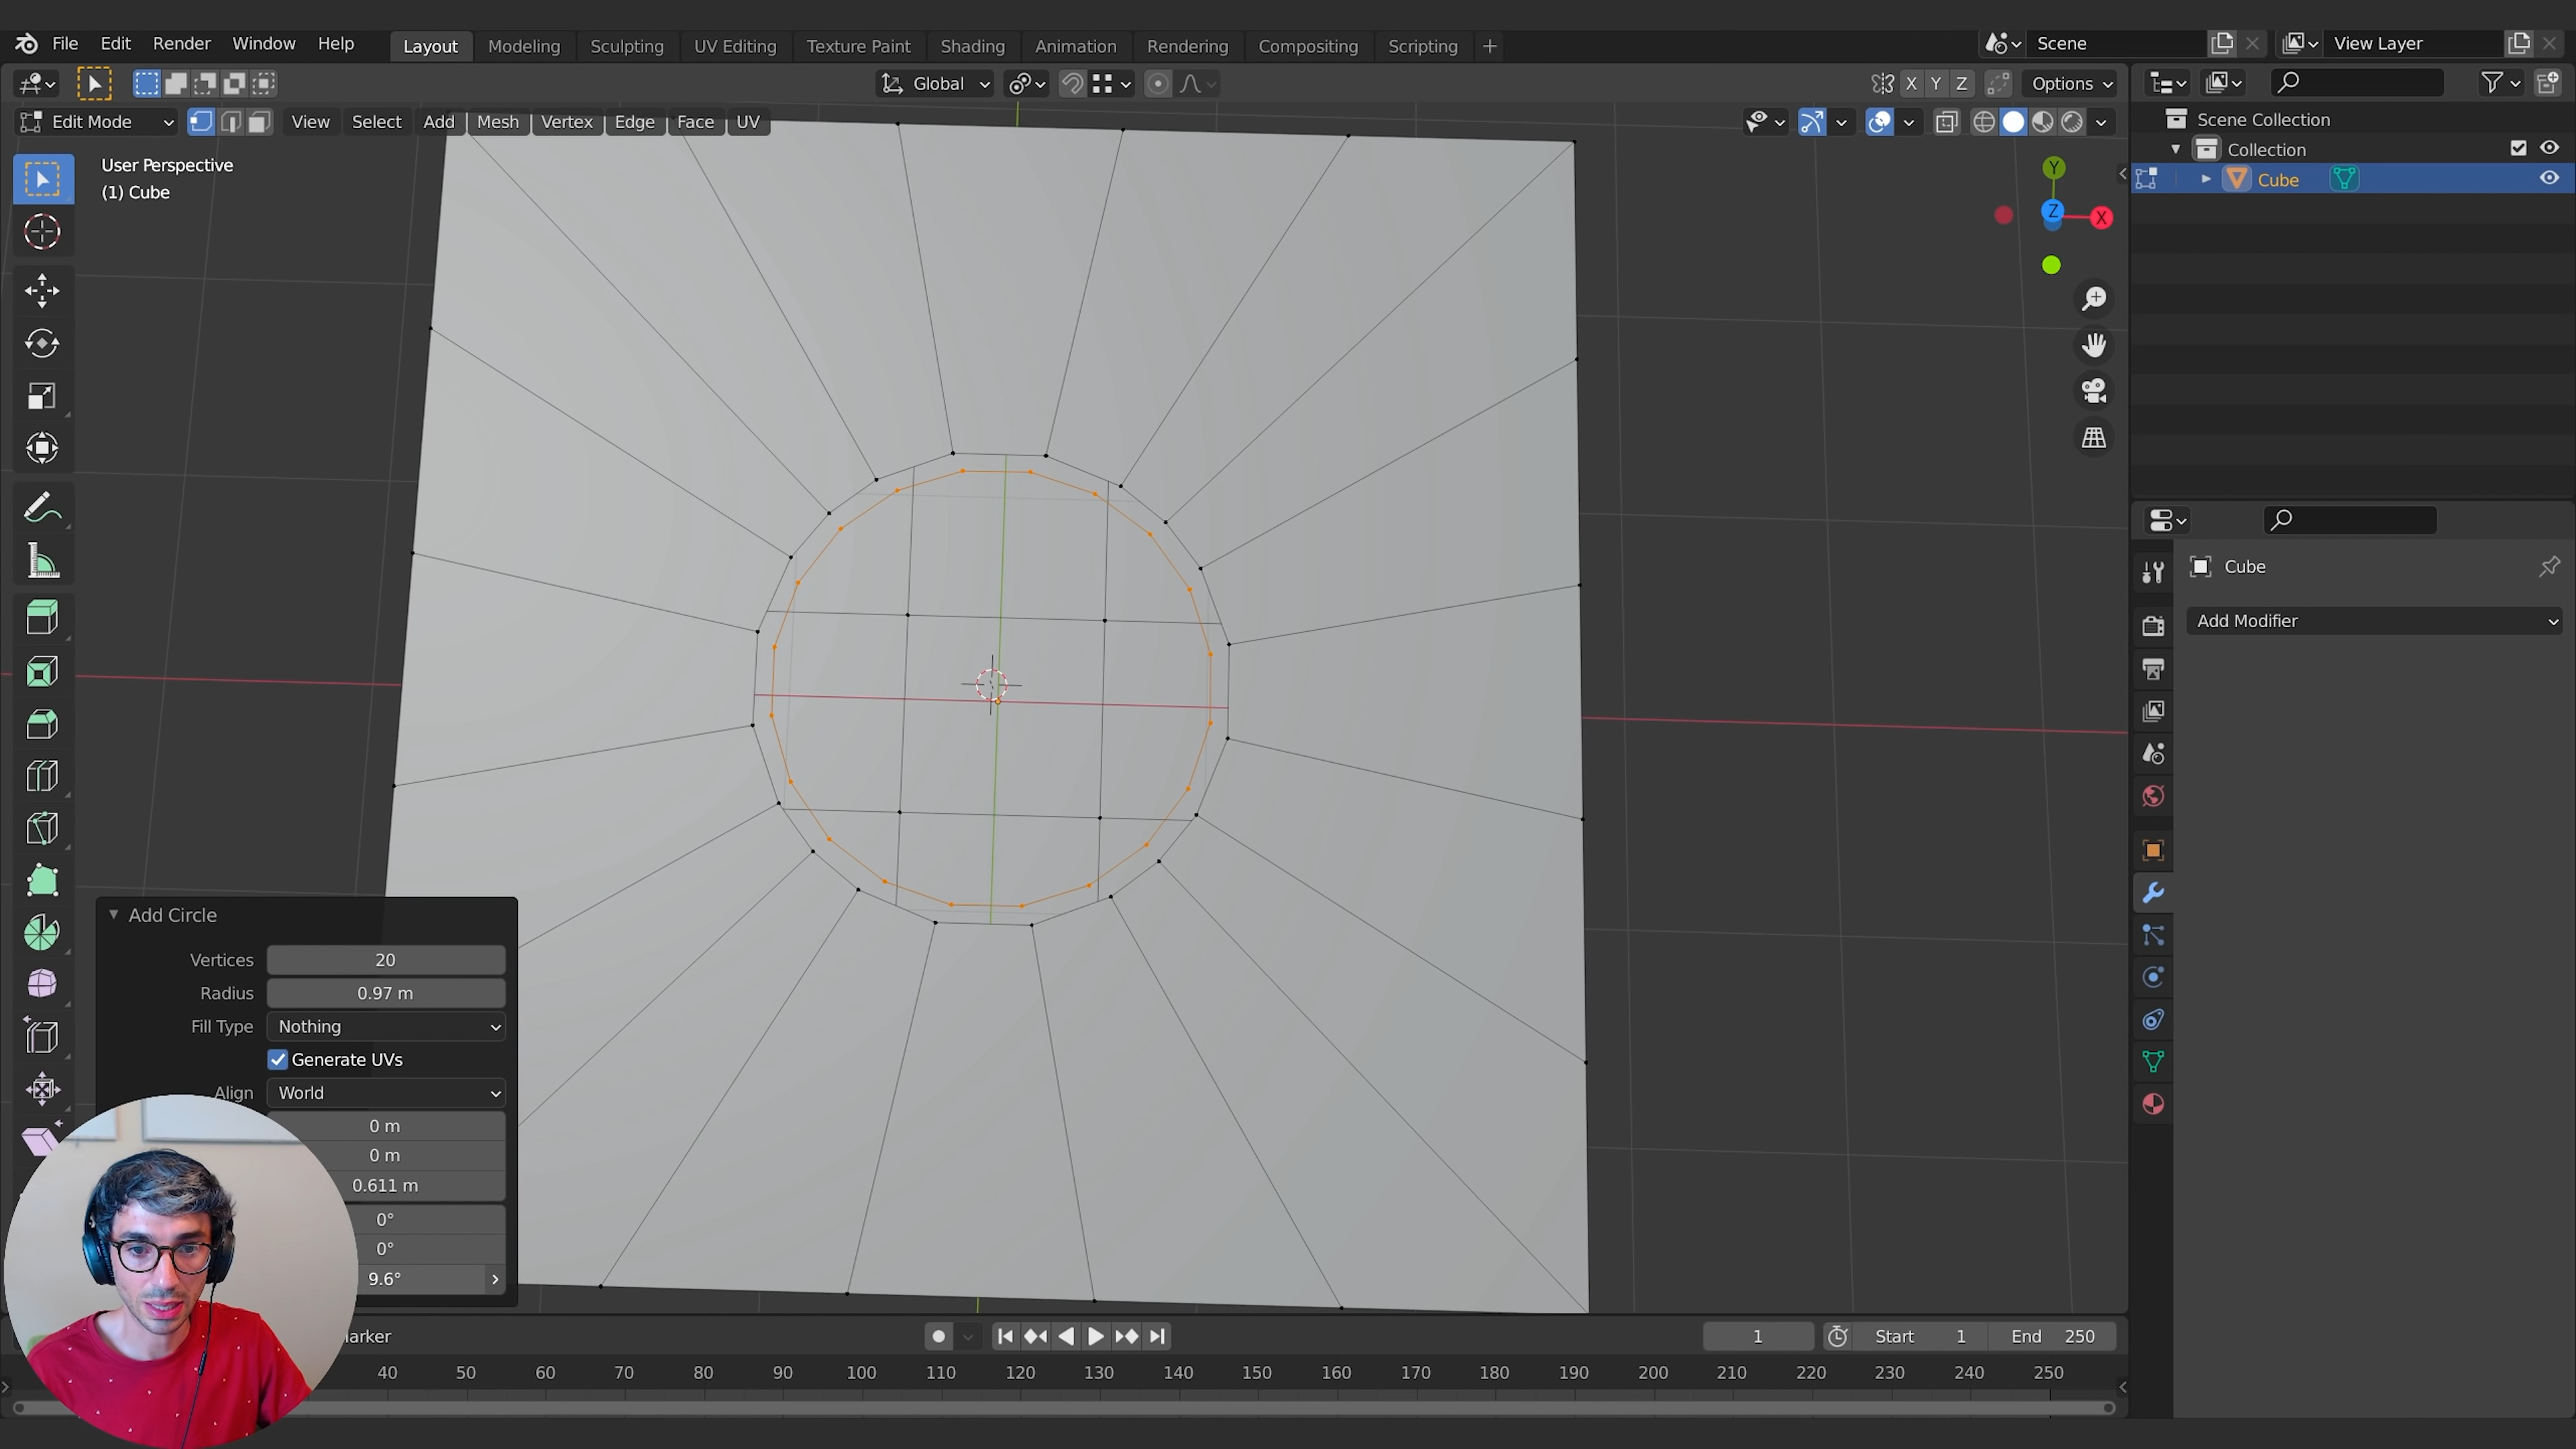 File Edit Render Window Help Layout Modeling Sculpting UV Editing Texture Paint Shading Animation Rendering Compositing Scripting + Scene View Layer
Global X Y Z Options
Edit Mode View Select Add Mesh Vertex Edge Face UV
User Perspective
(1) Cube
Y
Z
X
Scene Collection
Collection
Cube
Cube
Add Modifier
Add Circle
Vertices 20
Radius 0.97 m
Fill Type Nothing
Generate UVs
Align World
0 m
0 m
0.611 m
0°
0°
9.6°
arker 1 Start 1 End 250
40 50 60 70 80 90 100 110 120 130 140 150 160 170 180 190 200 210 220 230 240 250